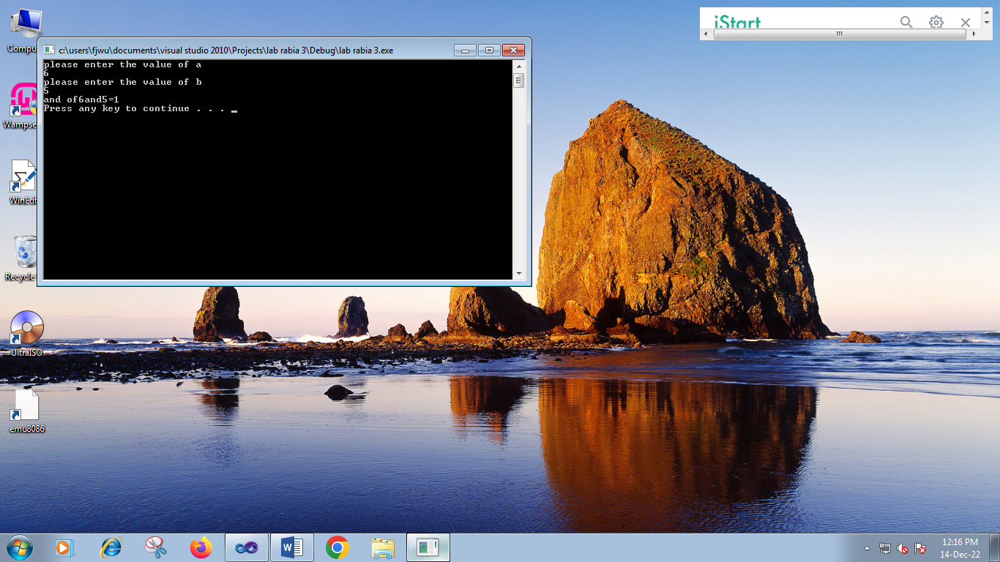 Compu
Wampse
WinEdt
Recycle
UltraISO
emu8086
c:\users\fjwu\documents\visual studio 2010\Projects\lab rabia 3\Debug\lab rabia 3.exe
please enter the value of a
6
please enter the value of b
5
and of6and5=1
Press any key to continue . . . _
iStart
12:16 PM
14-Dec-22